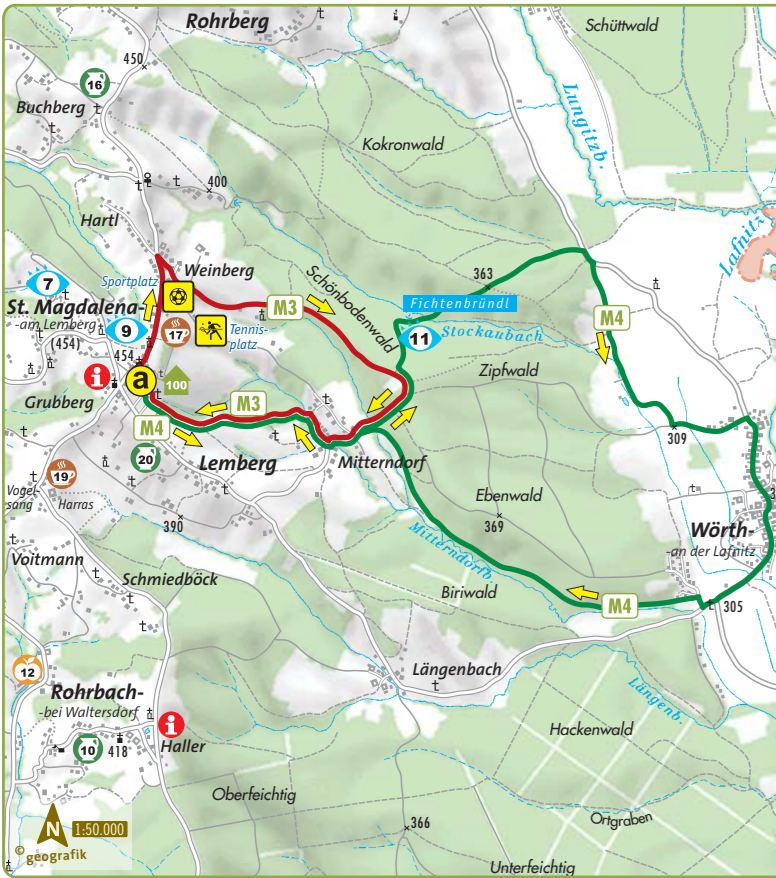 Rohrberg
Schüttwald
450
16
Buchberg
Lungitzb.
Kokronwald
400
Hartl
Lafnitz
Weinberg
363
Sportplatz
7
Schönbodenwald
M3
Fichtenbründl
St. Magdalena-
-am Lemberg
(454)
9
17
Tennis-
platz
11
Stockaubach
M4
454
i
a
100
Zipfwald
Grubberg
M3
M4
309
20
Lemberg
Mitterndorf
19
Vogel-
sang
Harras
390
Ebenwald
369
Wörth-
-an der Lafnitz
Mitterndorfb.
Voitmann
Schmiedböck
Biriwald
M4
305
12
Längenbach
Rohrbach-
-bei Waltersdorf
Längenb.
i
Hackenwald
10
418
Haller
Oberfeichtig
Ortgraben
366
N
1:50.000
© geografik
Unterfeichtig